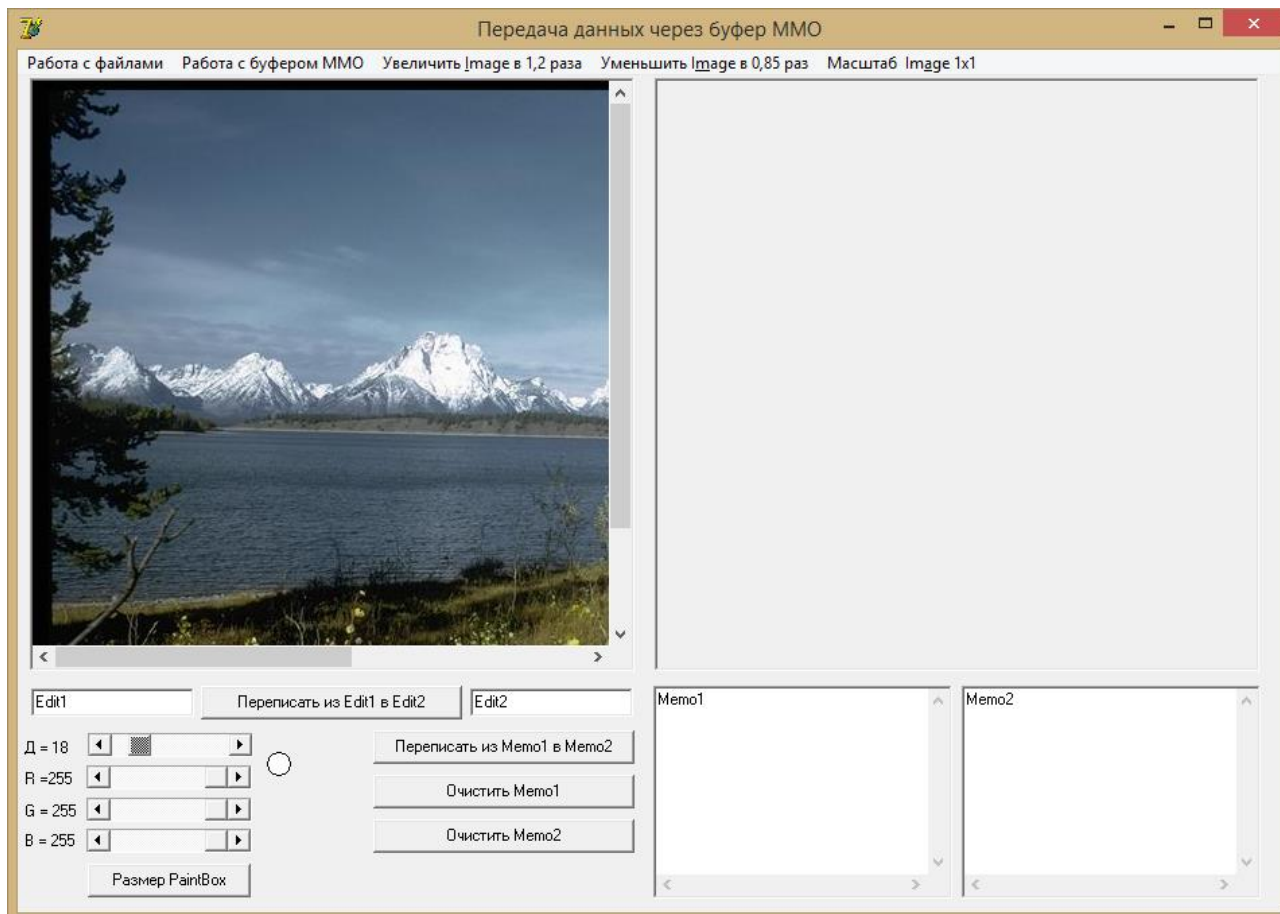 Передача данных через буфер ММО
Работа с файлами Работа с буфером ММО Увеличить Image в 1,2 раза Уменьшить Image в 0,85 раз Масштаб Image 1x1
Edit1 Переписать из Edit1 в Edit2 Edit2
Memo1
Memo2
Д = 18
R =255
G = 255
B = 255
Размер PaintBox
Переписать из Memo1 в Memo2
Очистить Memo1
Очистить Memo2